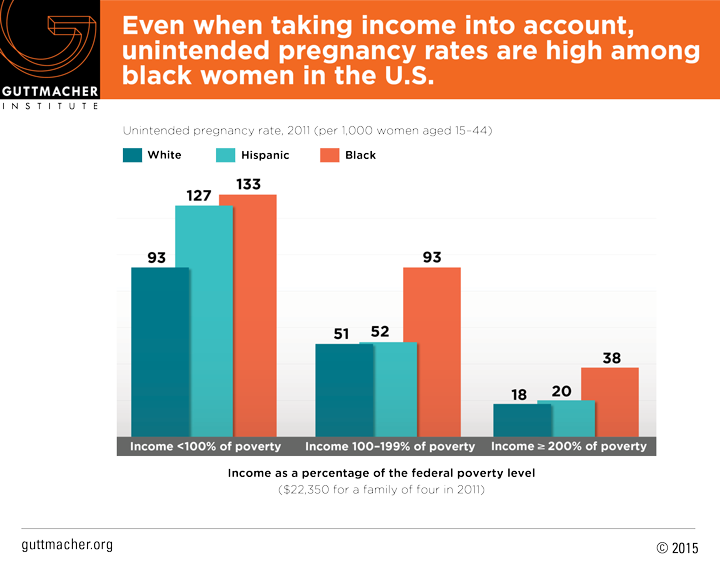 Even when taking income into account,
unintended pregnancy rates are high among
black women in the U.S.
GUTTMACHER
INSTITUTE
Unintended pregnancy rate, 2011 (per 1,000 women aged 15–44)
White Hispanic Black
93 127 133
51 52 93
18 20 38
Income <100% of poverty Income 100–199% of poverty Income ≥ 200% of poverty
Income as a percentage of the federal poverty level
($22,350 for a family of four in 2011)
guttmacher.org © 2015